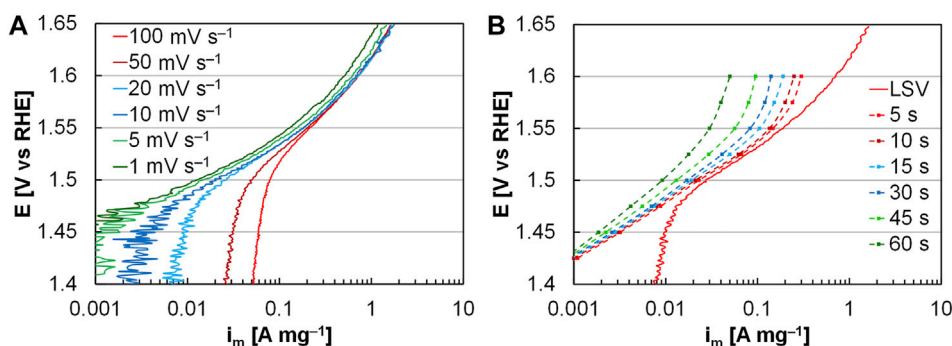 A
E [V vs RHE]
1.65
1.6
1.55
1.5
1.45
1.4
100 mV s⁻¹
50 mV s⁻¹
20 mV s⁻¹
10 mV s⁻¹
5 mV s⁻¹
1 mV s⁻¹
0.001 0.01 0.1 1 10
iₘ [A mg⁻¹]
B
E [V vs RHE]
1.65
1.6
1.55
1.5
1.45
1.4
LSV
5 s
10 s
15 s
30 s
45 s
60 s
0.001 0.01 0.1 1 10
iₘ [A mg⁻¹]